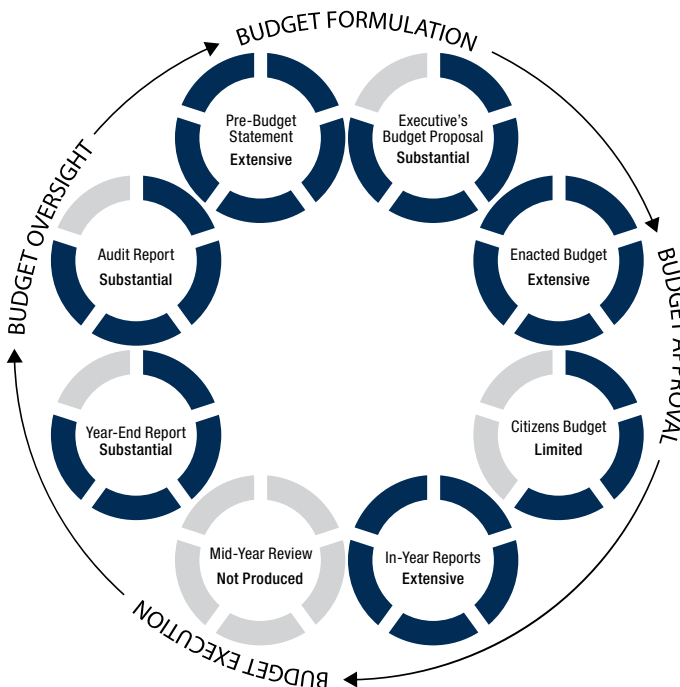 BUDGET FORMULATION
Pre-Budget
Statement
Extensive
Executive’s
Budget Proposal
Substantial
BUDGET APPROVAL
Enacted Budget
Extensive
Citizens Budget
Limited
In-Year Reports
Extensive
BUDGET EXECUTION
Mid-Year Review
Not Produced
Year-End Report
Substantial
BUDGET OVERSIGHT
Audit Report
Substantial